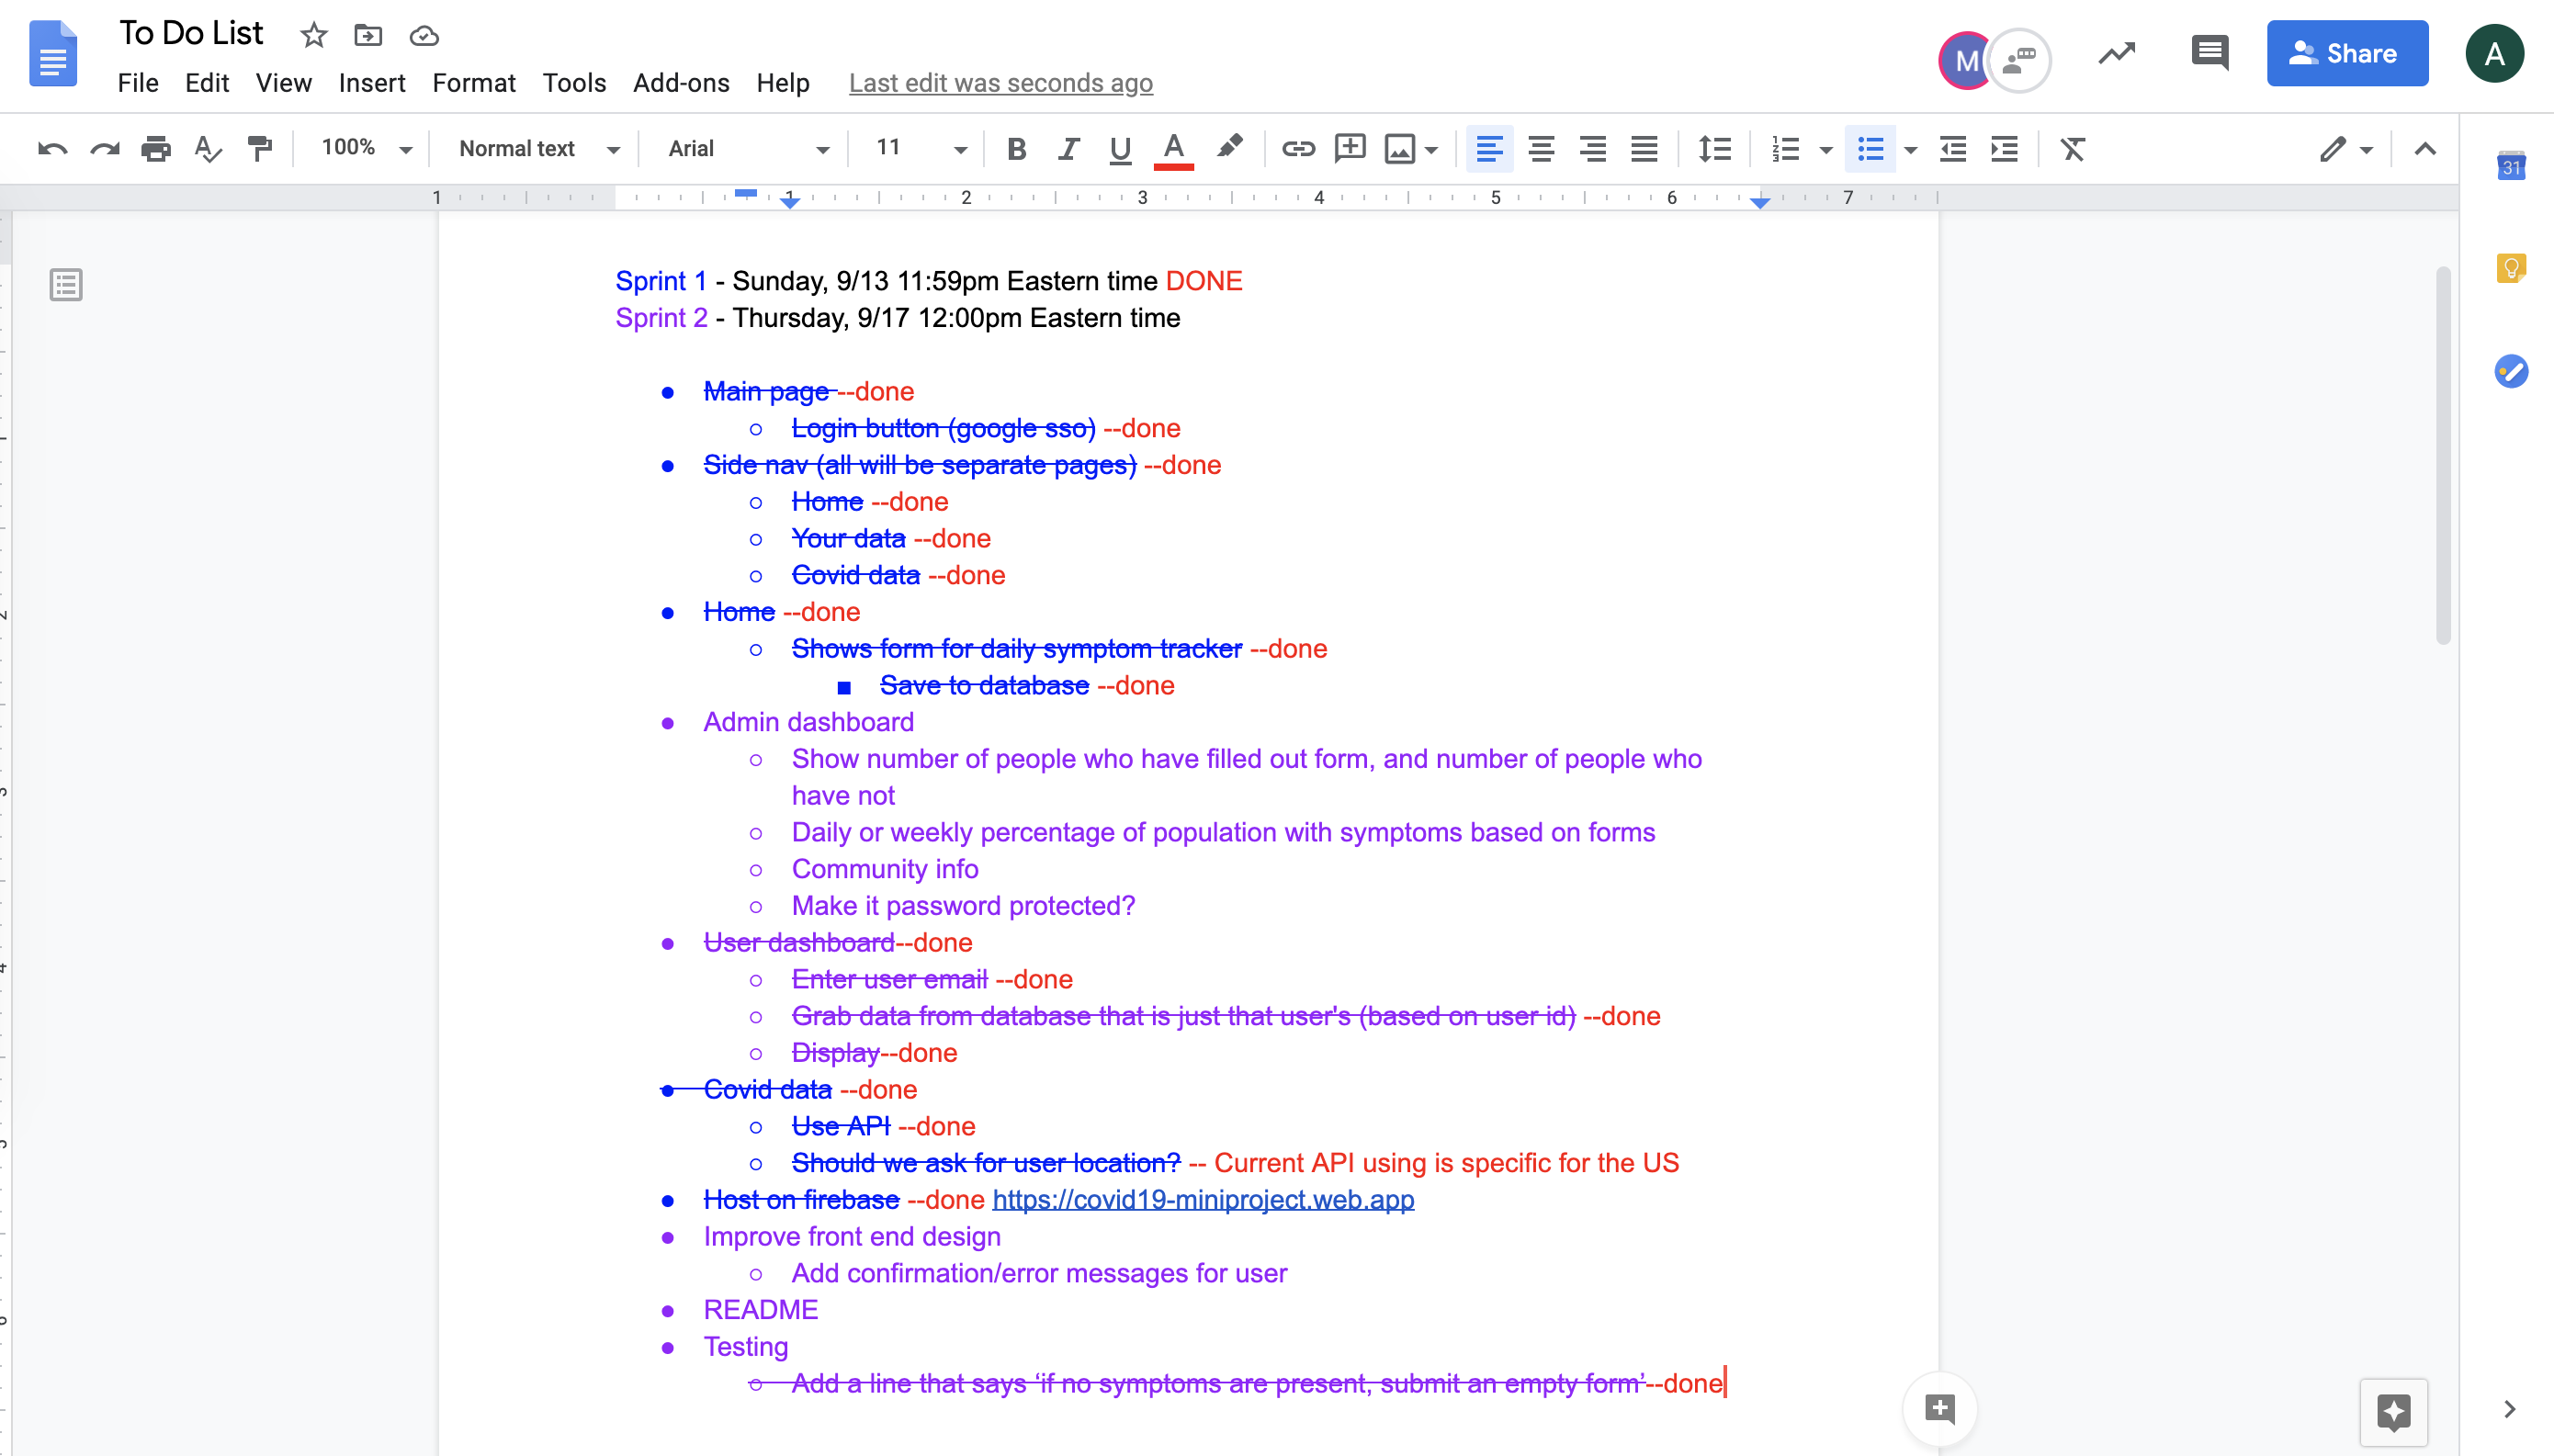 To Do List
File Edit View Insert Format Tools Add-ons Help Last edit was seconds ago
M
Share
A
100% Normal text Arial 11 B I U A
31
1 1 2 3 4 5 6 7
Sprint 1 - Sunday, 9/13 11:59pm Eastern time DONE
Sprint 2 - Thursday, 9/17 12:00pm Eastern time
● Main page --done
○ Login button (google sso) --done
● Side nav (all will be separate pages) --done
○ Home --done
○ Your data --done
○ Covid data --done
● Home --done
○ Shows form for daily symptom tracker --done
■ Save to database --done
● Admin dashboard
○ Show number of people who have filled out form, and number of people who
have not
○ Daily or weekly percentage of population with symptoms based on forms
○ Community info
○ Make it password protected?
● User dashboard--done
○ Enter user email --done
○ Grab data from database that is just that user's (based on user id) --done
○ Display--done
● Covid data --done
○ Use API --done
○ Should we ask for user location? -- Current API using is specific for the US
● Host on firebase --done https://covid19-miniproject.web.app
● Improve front end design
○ Add confirmation/error messages for user
● README
● Testing
○ Add a line that says ‘if no symptoms are present, submit an empty form’--done